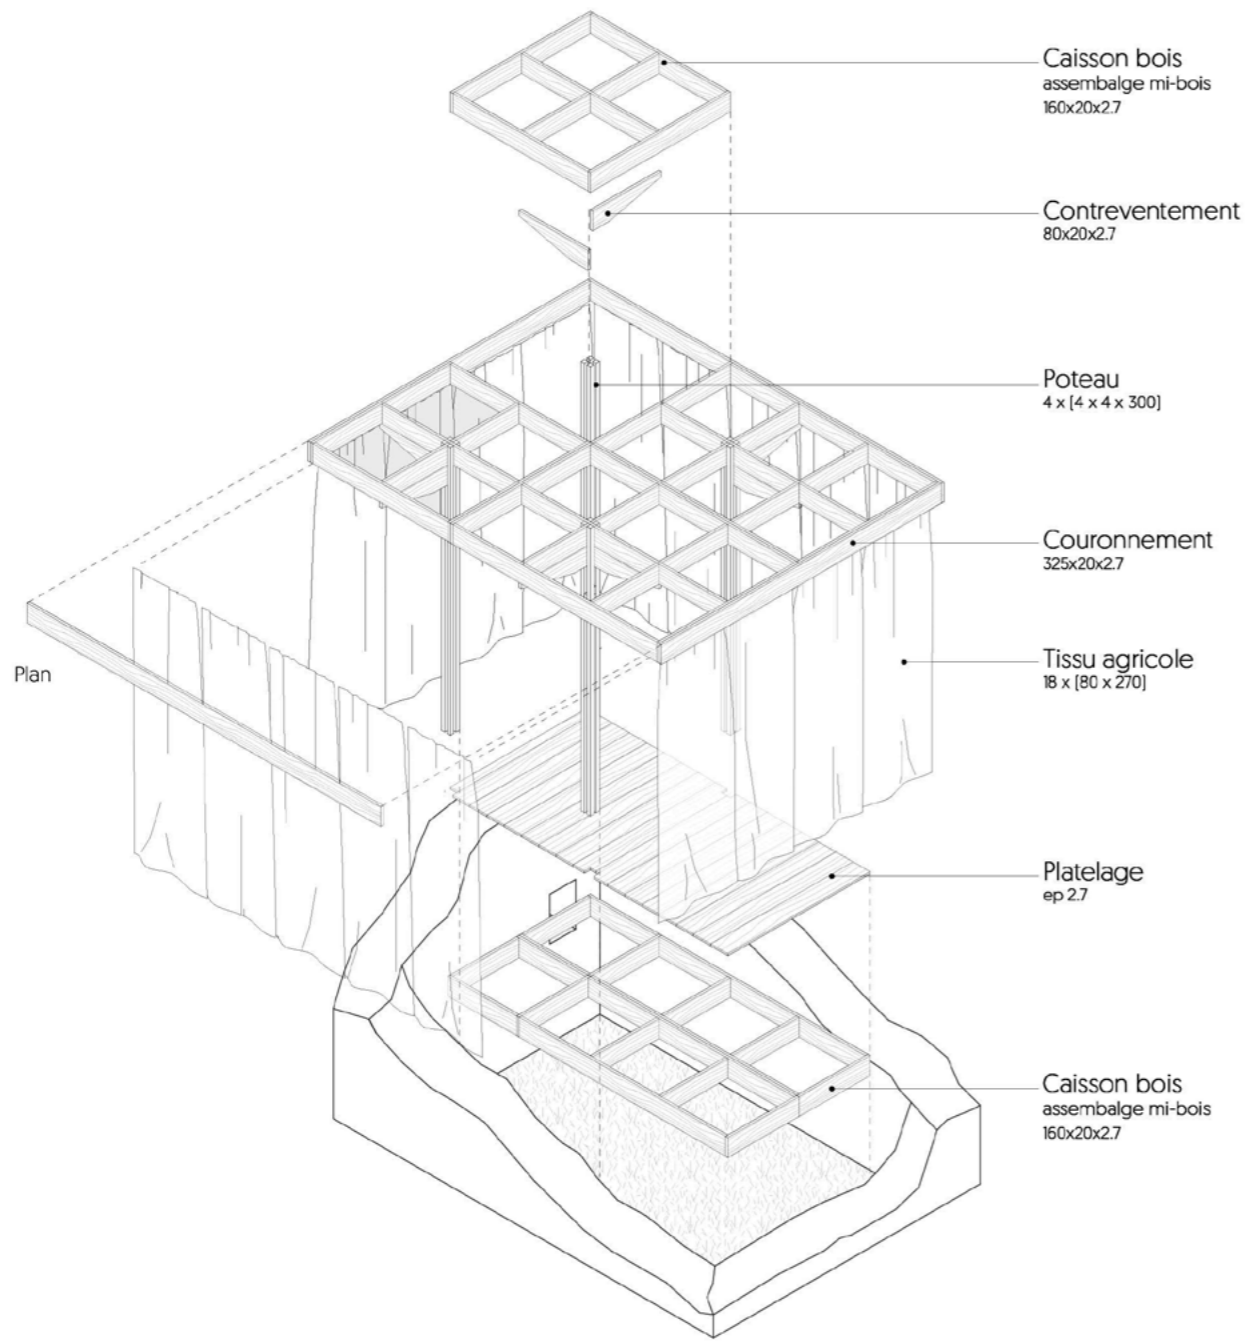 Caisson bois
assembalge mi-bois
160x20x2.7
Contreventement
80x20x2.7
Poteau
4 x [4 x 4 x 300]
Couronnement
325x20x2.7
Plan
Tissu agricole
18 x [80 x 270]
Platelage
ep 2.7
Caisson bois
assembalge mi-bois
160x20x2.7